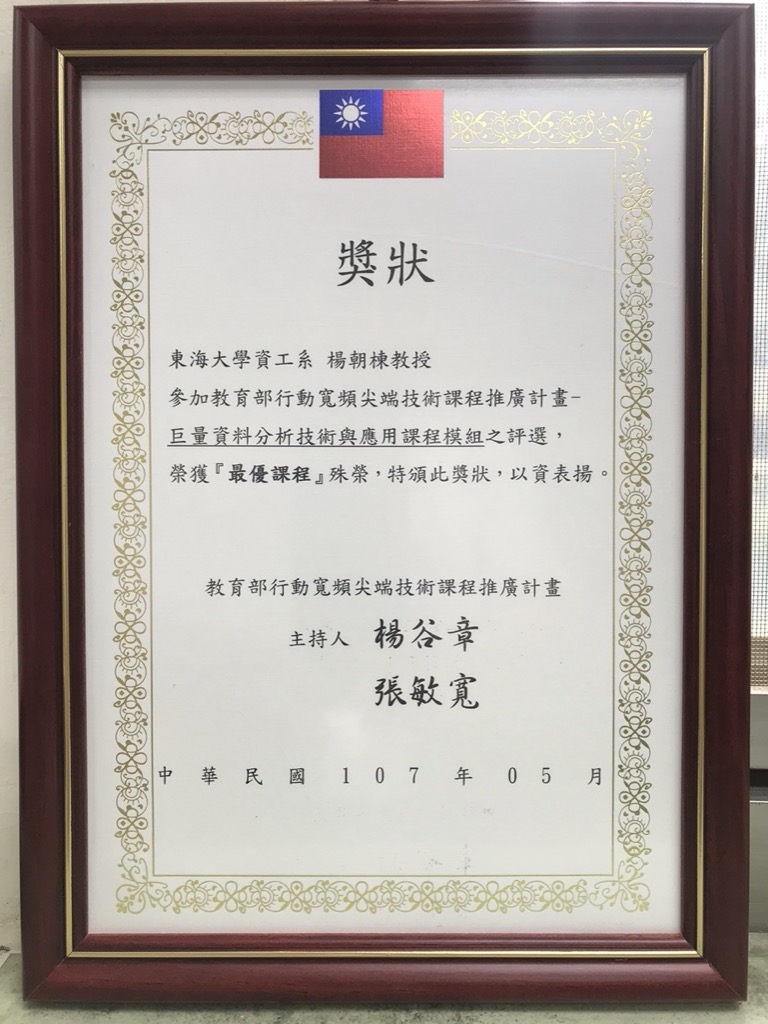 獎狀
東海大學資工系 楊朝棟教授
參加教育部行動寬頻尖端技術課程推廣計畫-
巨量資料分析技術與應用課程模組之評選，
榮獲『最優課程』殊榮，特頒此獎狀，以資表揚。
教育部行動寬頻尖端技術課程推廣計畫
主持人 楊谷章
張敏寬
中華民國107年05月